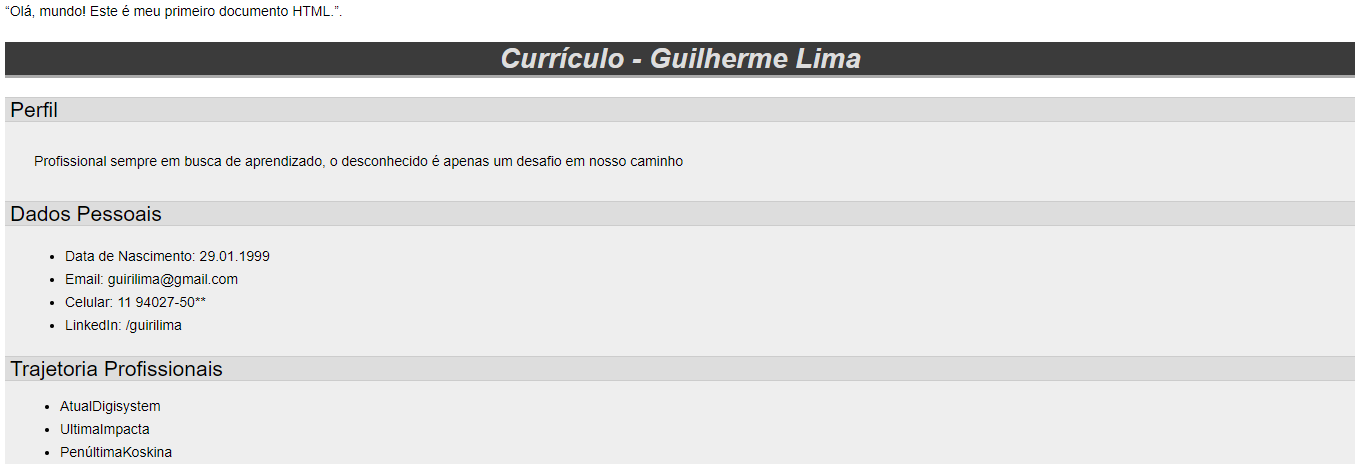 “Olá, mundo! Este é meu primeiro documento HTML.”.
Currículo - Guilherme Lima
Perfil
Profissional sempre em busca de aprendizado, o desconhecido é apenas um desafio em nosso caminho
Dados Pessoais
Data de Nascimento: 29.01.1999
Email: guirilima@gmail.com
Celular: 11 94027-50**
LinkedIn: /guirilima
Trajetoria Profissionais
AtualDigisystem
UltimaImpacta
PenúltimaKoskina